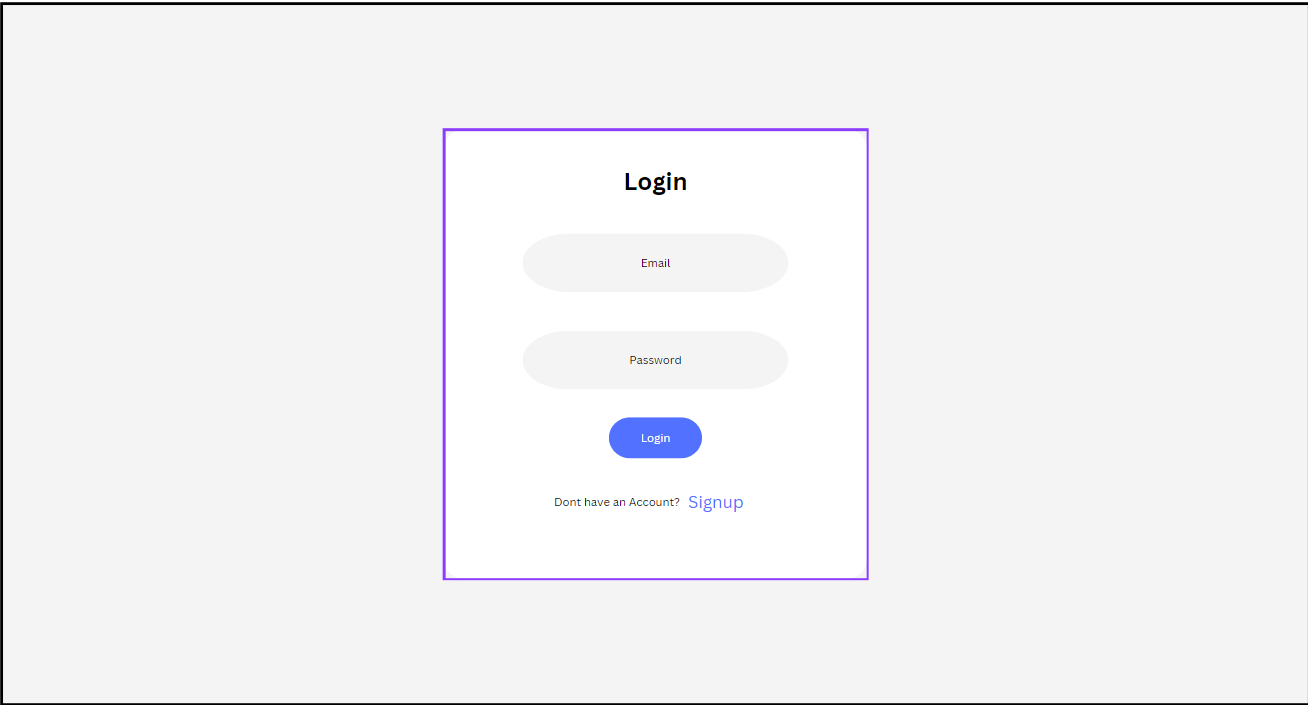 Login
Email
Password
Login
Dont have an Account? Signup